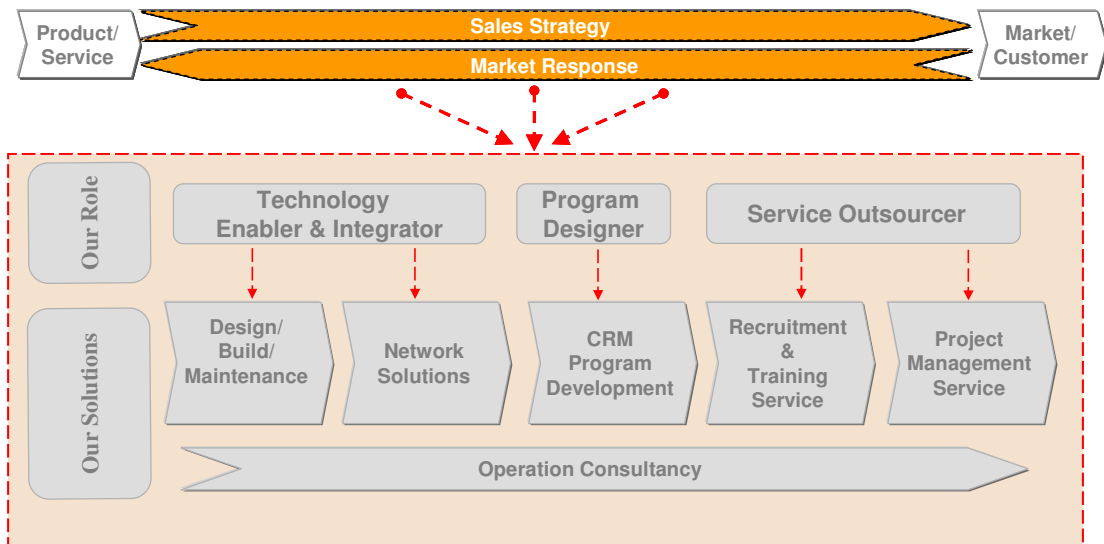 Product/
Service
Sales Strategy
Market Response
Market/
Customer
Our Role
Technology
Enabler & Integrator
Program
Designer
Service Outsourcer
Our Solutions
Design/
Build/
Maintenance
Network
Solutions
CRM
Program
Development
Recruitment
&
Training
Service
Project
Management
Service
Operation Consultancy